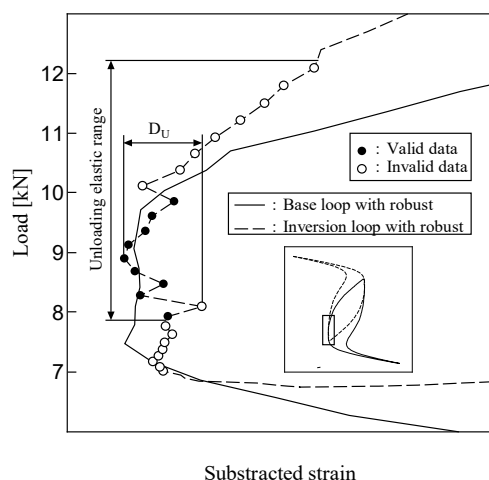 12
11
10
9
8
7
Load [kN]
Unloading elastic range
DU
: Valid data
: Invalid data
: Base loop with robust
: Inversion loop with robust
Substracted strain